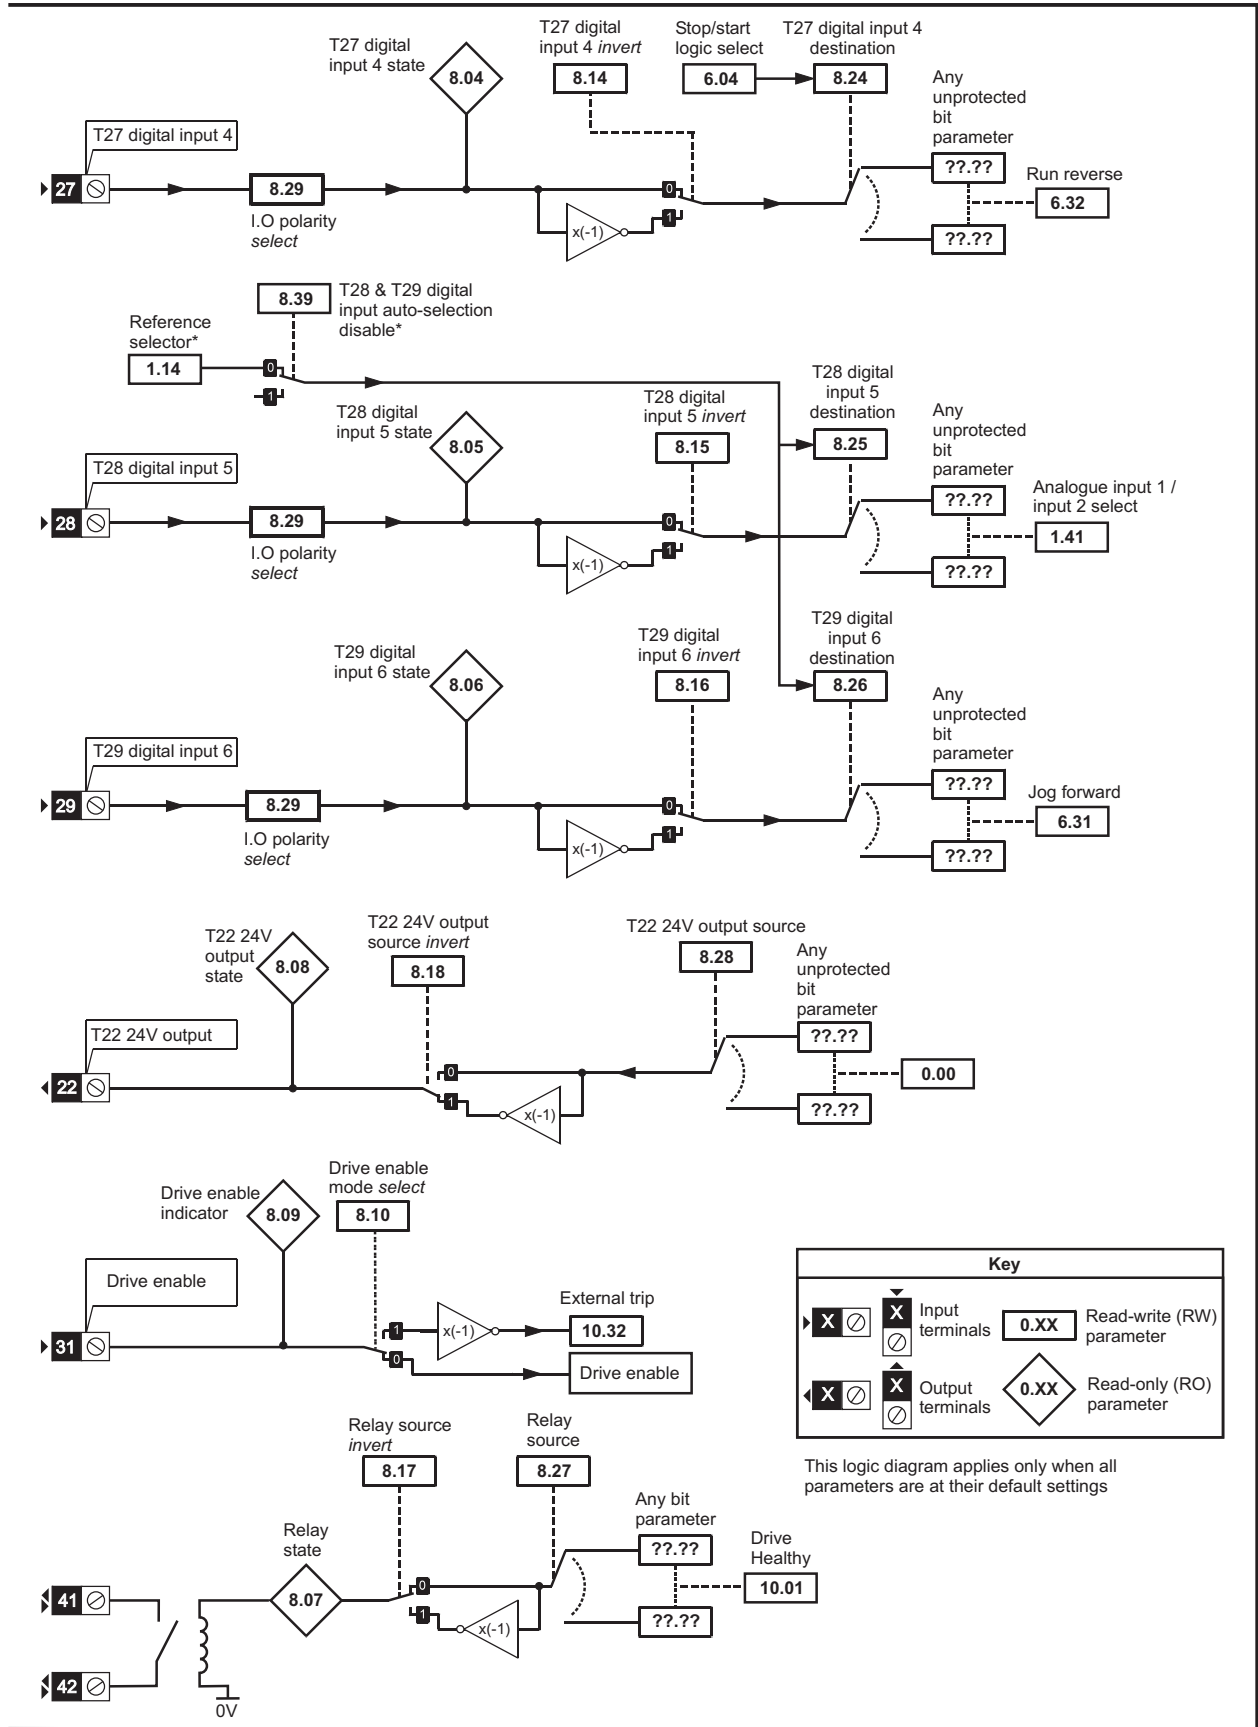 T27 digital
input 4 state
8.04
T27 digital
input 4 invert
8.14
Stop/start
logic select
6.04
T27 digital input 4
destination
8.24
Any
unprotected
bit
parameter
??.??
??.??
Run reverse
6.32
T27 digital input 4
27
8.29
I.O polarity
select
0
1
x(-1)
8.39
T28 & T29 digital
input auto-selection
disable*
Reference
selector*
1.14
0
1
T28 digital
input 5 state
8.05
T28 digital
input 5 invert
8.15
T28 digital
input 5
destination
8.25
Any
unprotected
bit
parameter
??.??
??.??
Analogue input 1 /
input 2 select
1.41
T28 digital input 5
28
8.29
I.O polarity
select
0
1
x(-1)
T29 digital
input 6 state
8.06
T29 digital
input 6 invert
8.16
T29 digital
input 6
destination
8.26
Any
unprotected
bit
parameter
??.??
??.??
Jog forward
6.31
T29 digital input 6
29
8.29
I.O polarity
select
0
1
x(-1)
T22 24V
output
state
8.08
T22 24V output
source invert
8.18
T22 24V output source
8.28
Any
unprotected
bit
parameter
??.??
??.??
0.00
T22 24V output
22
0
1
x(-1)
Drive enable
indicator
8.09
Drive enable
mode select
8.10
Drive enable
31
1
0
x(-1)
External trip
10.32
Drive enable
Key
X
X
Input
terminals
0.XX
Read-write (RW)
parameter
X
X
Output
terminals
0.XX
Read-only (RO)
parameter
This logic diagram applies only when all
parameters are at their default settings
Relay source
invert
8.17
Relay
source
8.27
Any bit
parameter
??.??
??.??
Drive
Healthy
10.01
Relay
state
8.07
0
1
x(-1)
41
42
0V